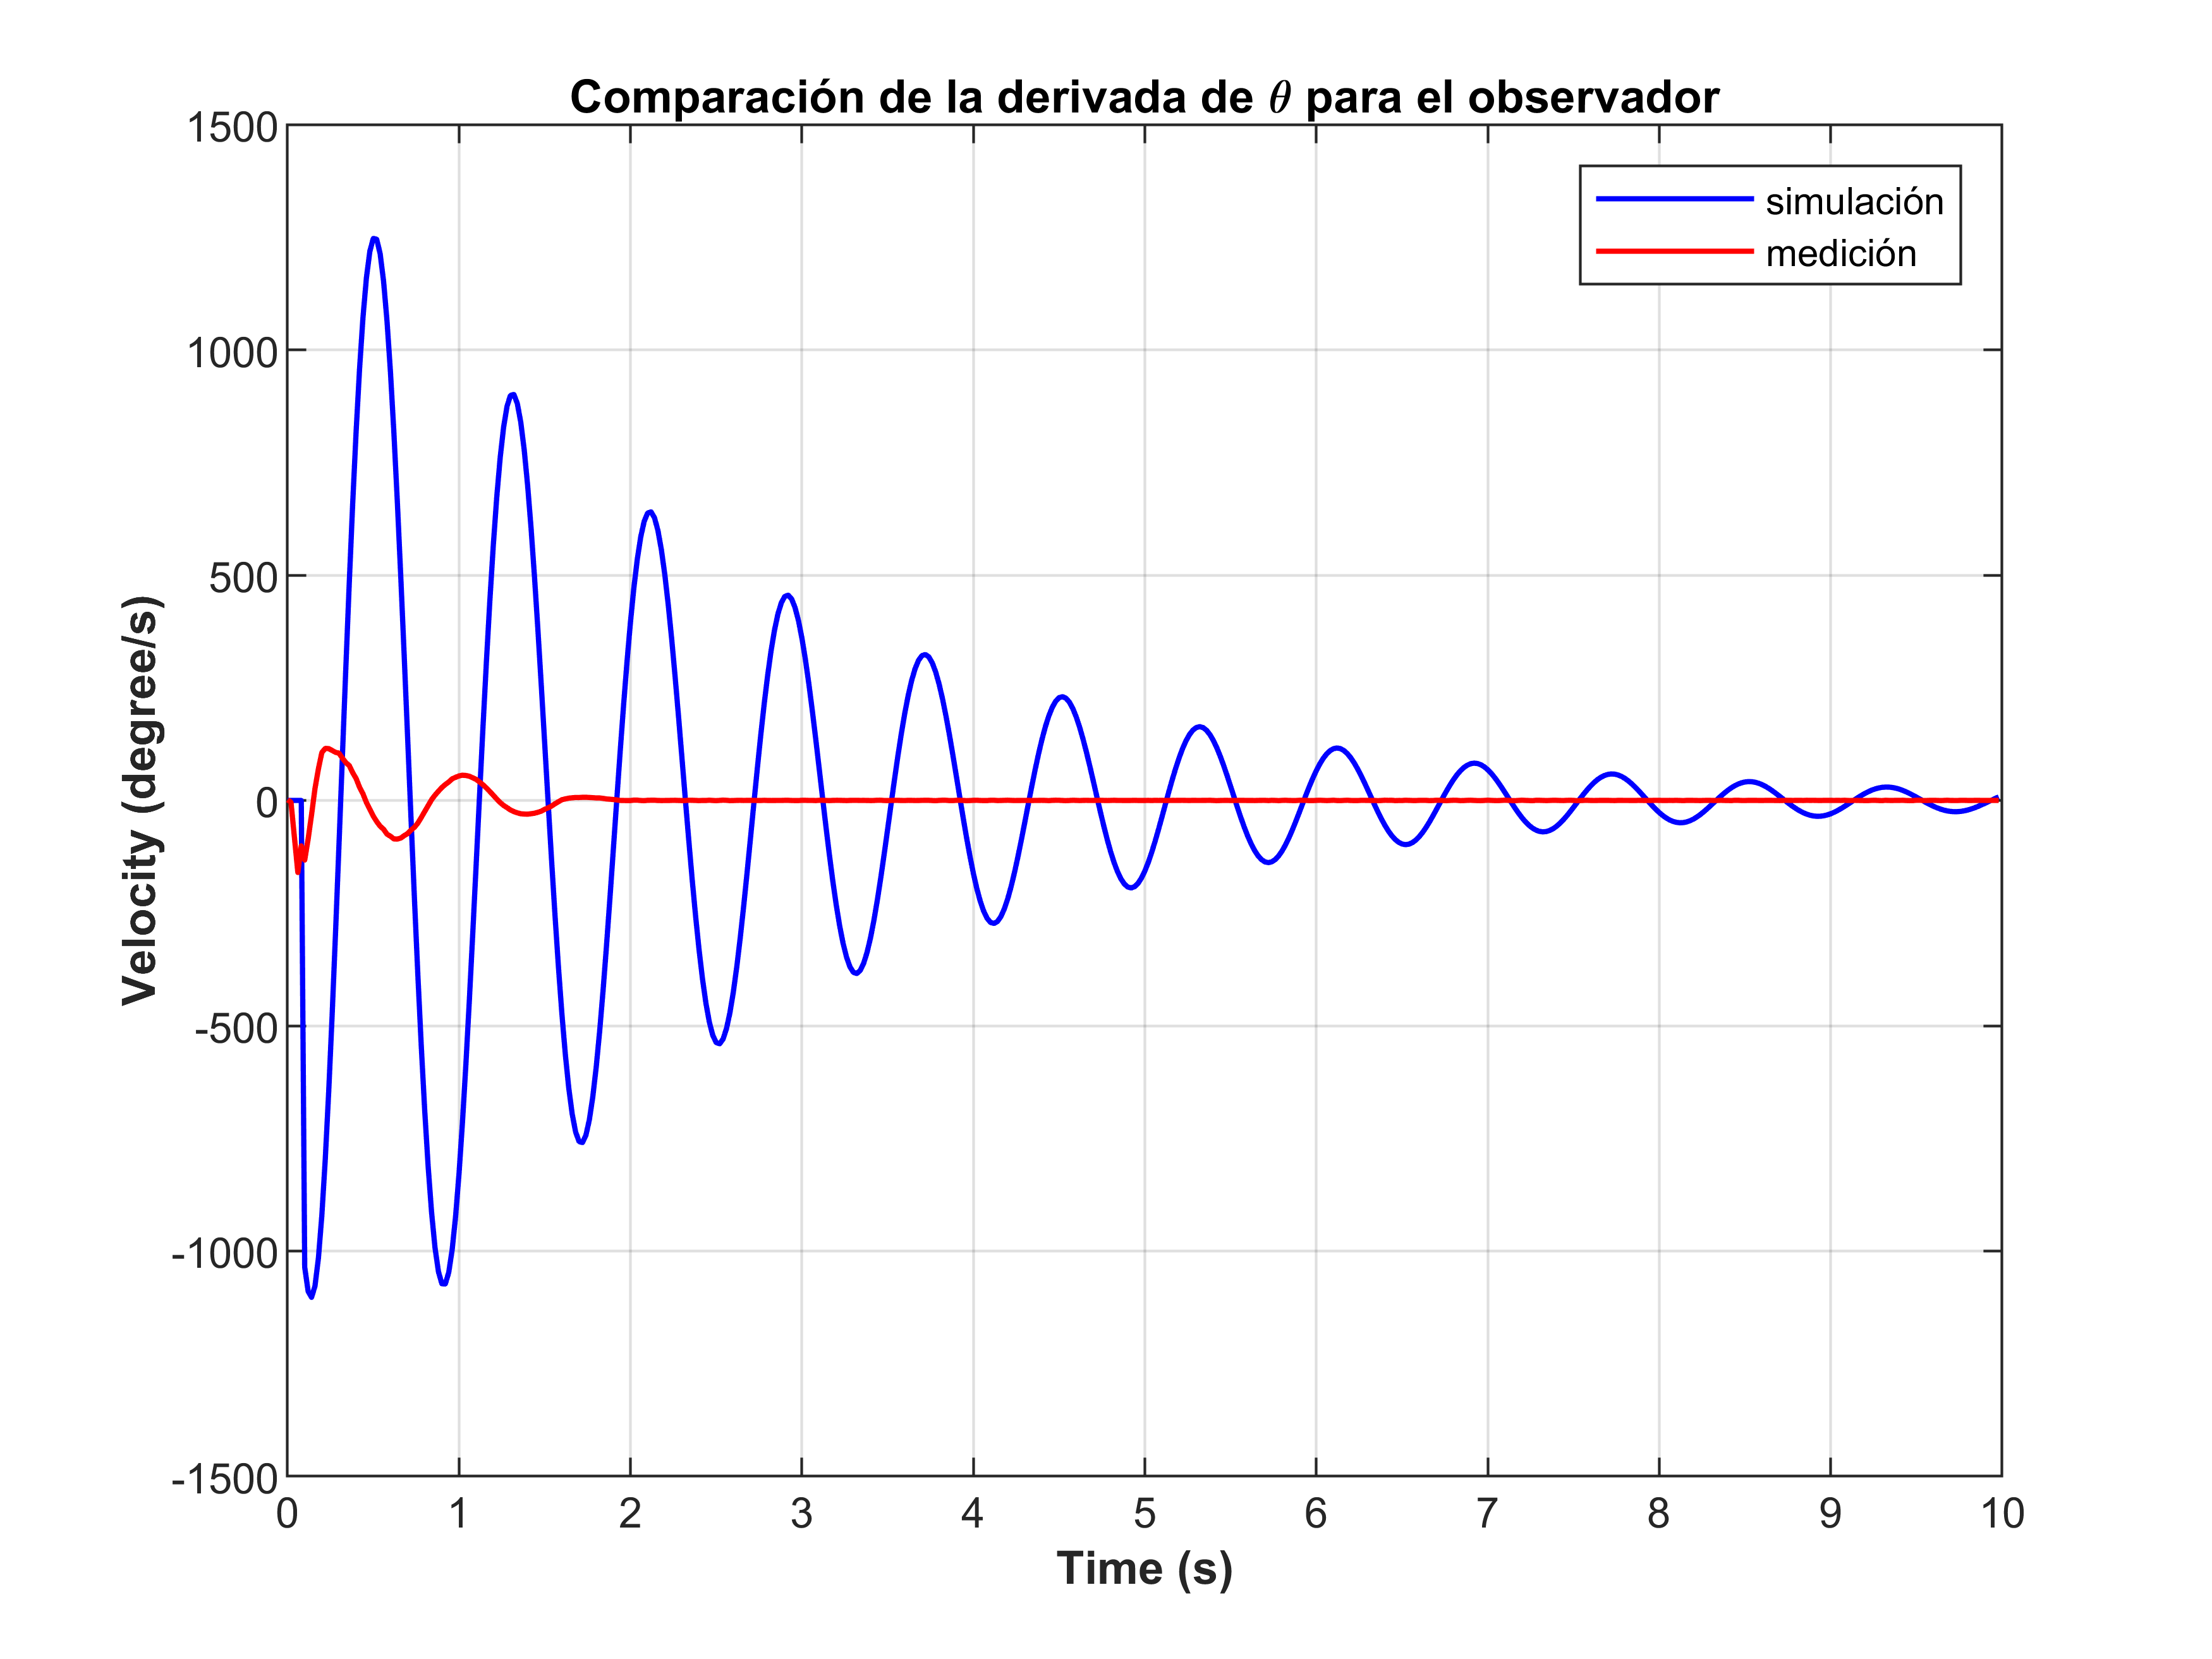 Comparación de la derivada de θ para el observador
simulación
medición
Velocity (degree/s)
1500
1000
500
0
-500
-1000
-1500
0 1 2 3 4 5 6 7 8 9 10
Time (s)